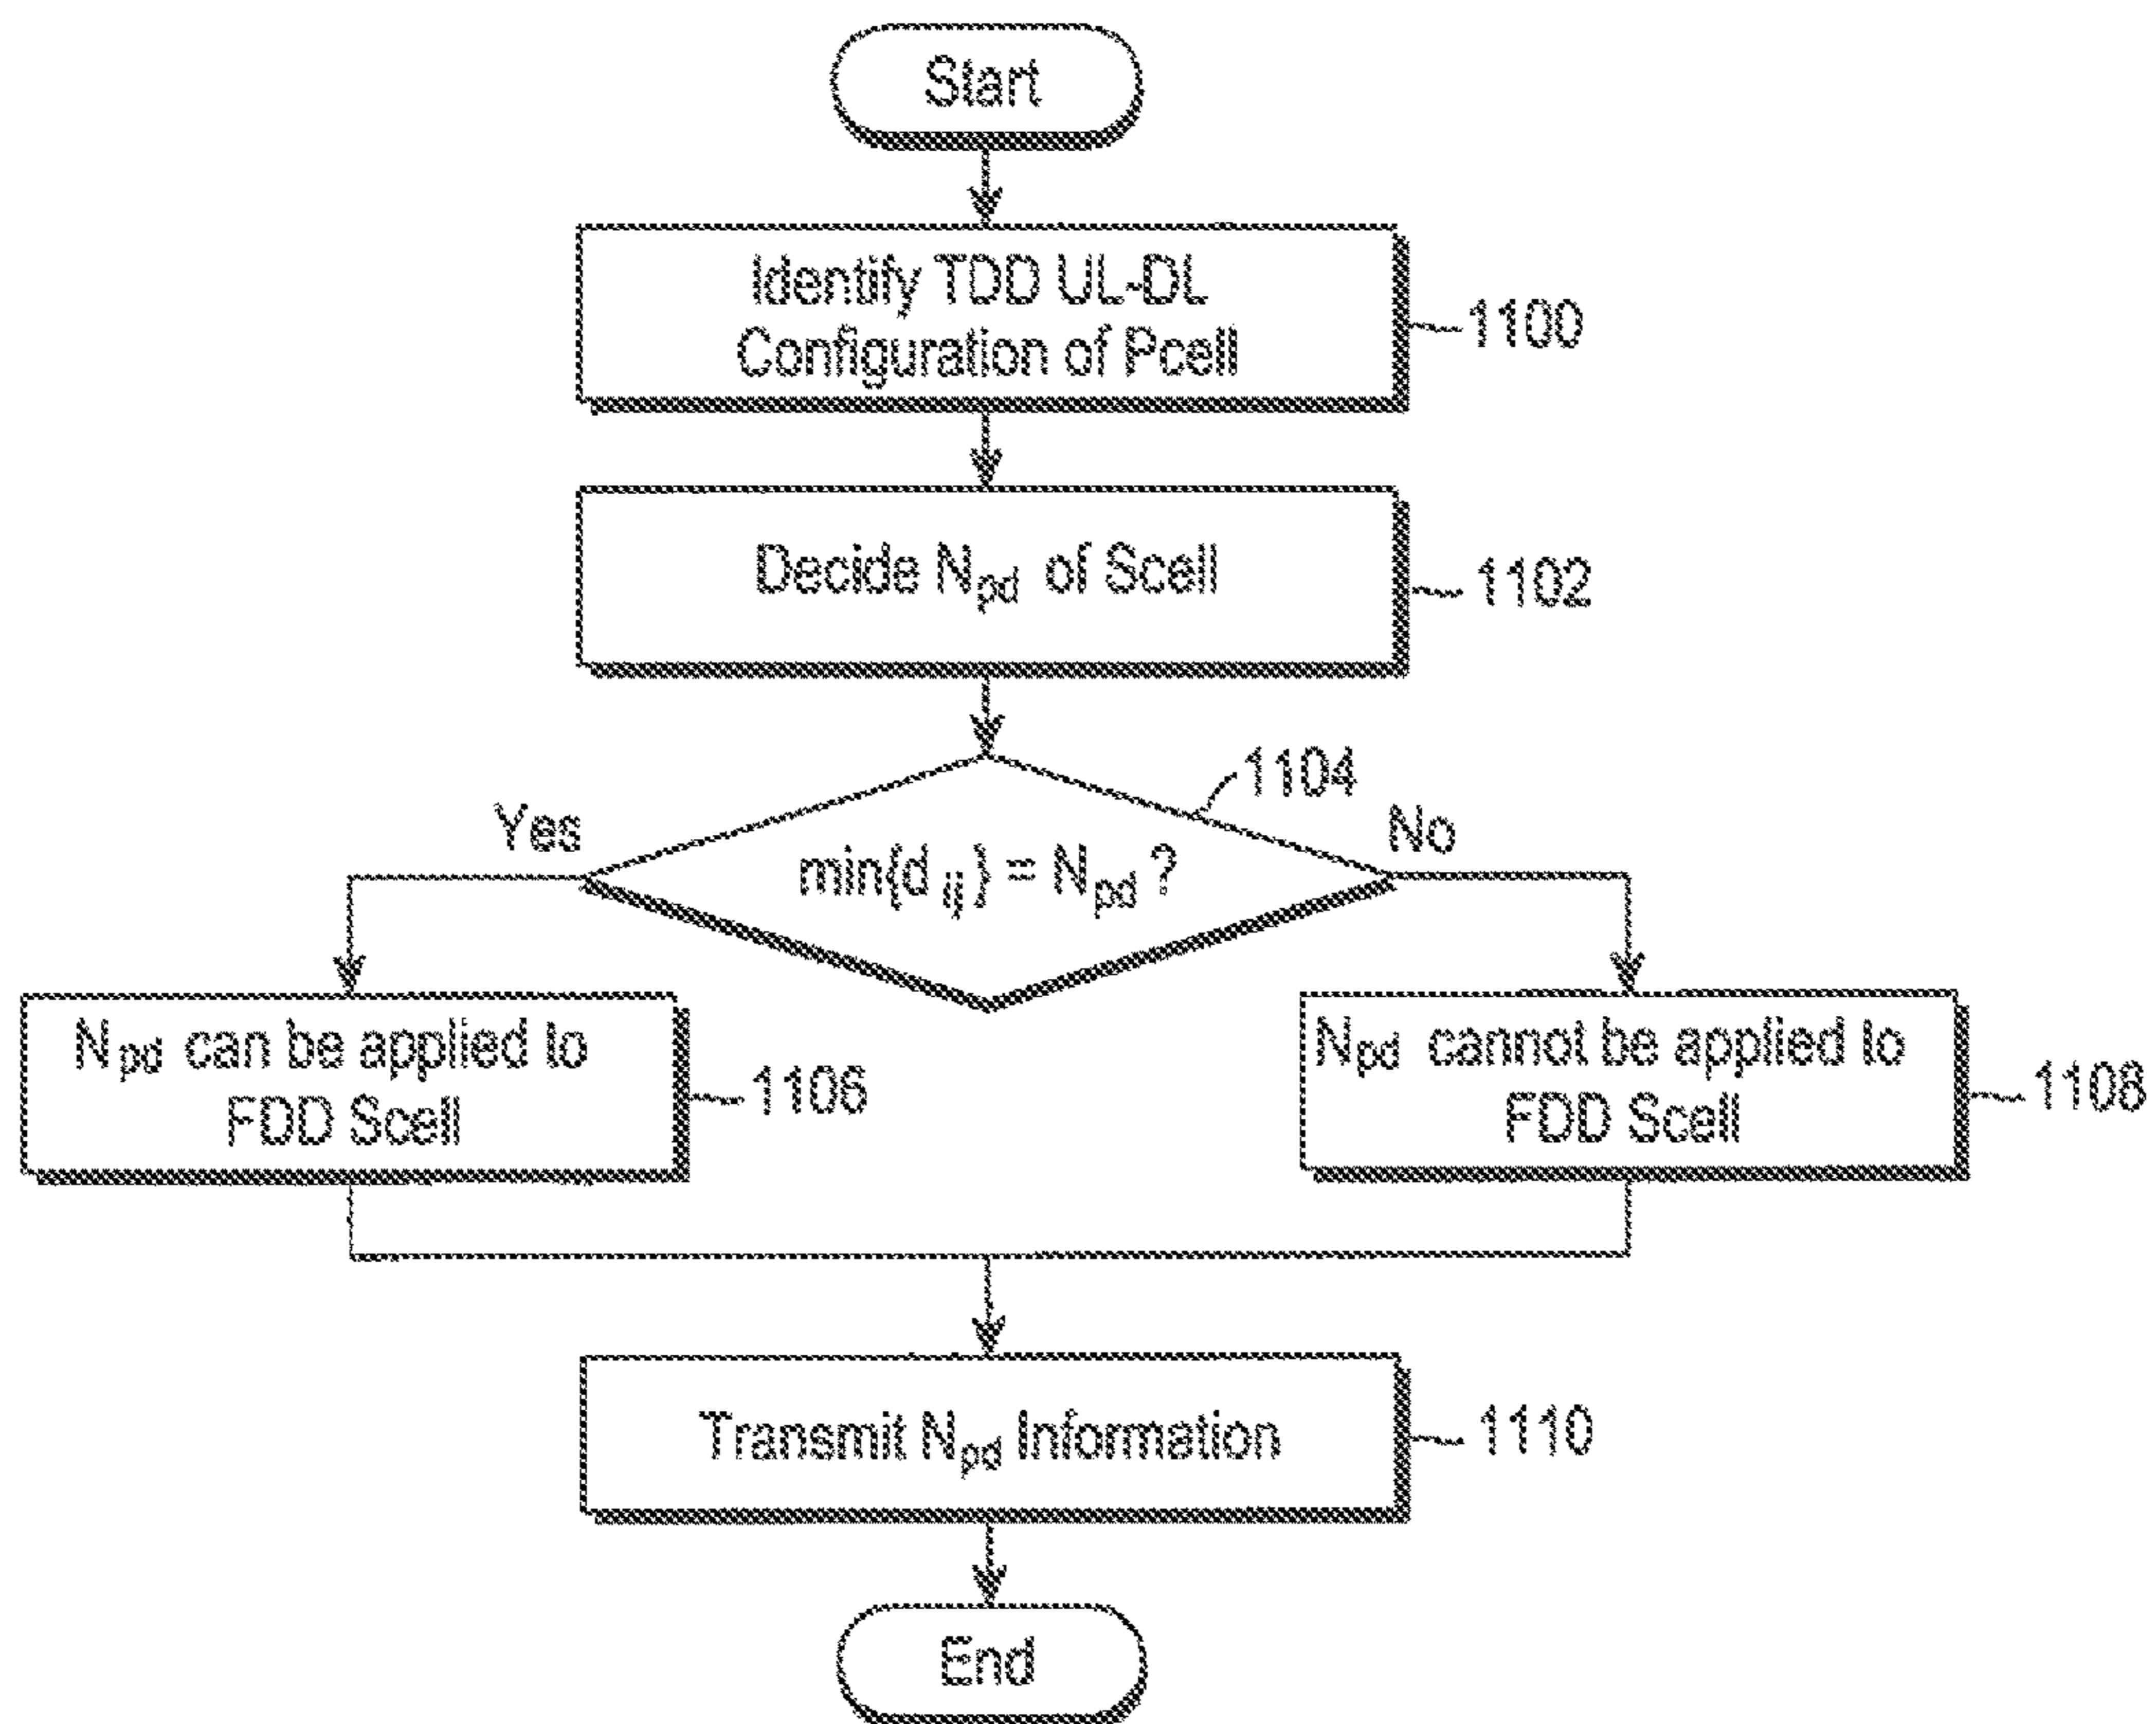 Start
Identify TDD UL-DL
Configuration of Pcell
1100
Decide Npd of Scell
1102
1104
Yes
No
min{d ij} = Npd ?
Npd can be applied to
FDD Scell
1106
Npd cannot be applied to
FDD Scell
1108
Transmit Npd Information
1110
End